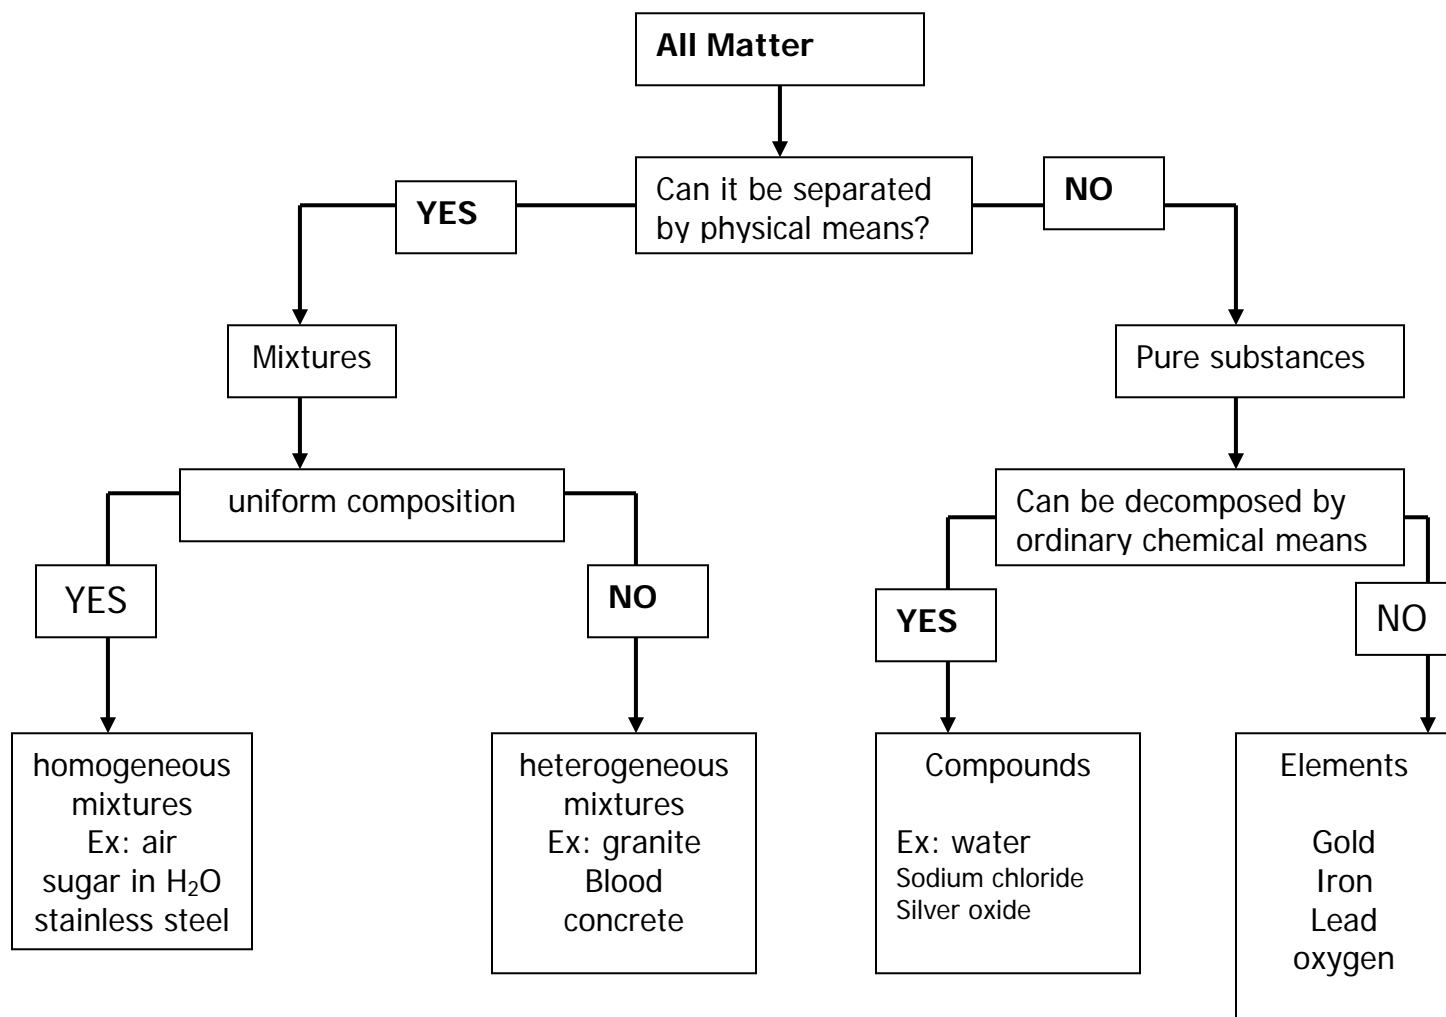 All Matter
Can it be separated
by physical means?
YES
NO
Mixtures
Pure substances
uniform composition
Can be decomposed by
ordinary chemical means
YES
NO
YES
NO
homogeneous
mixtures
Ex: air
sugar in H₂O
stainless steel
heterogeneous
mixtures
Ex: granite
Blood
concrete
Compounds
Ex: water
Sodium chloride
Silver oxide
Elements
Gold
Iron
Lead
oxygen